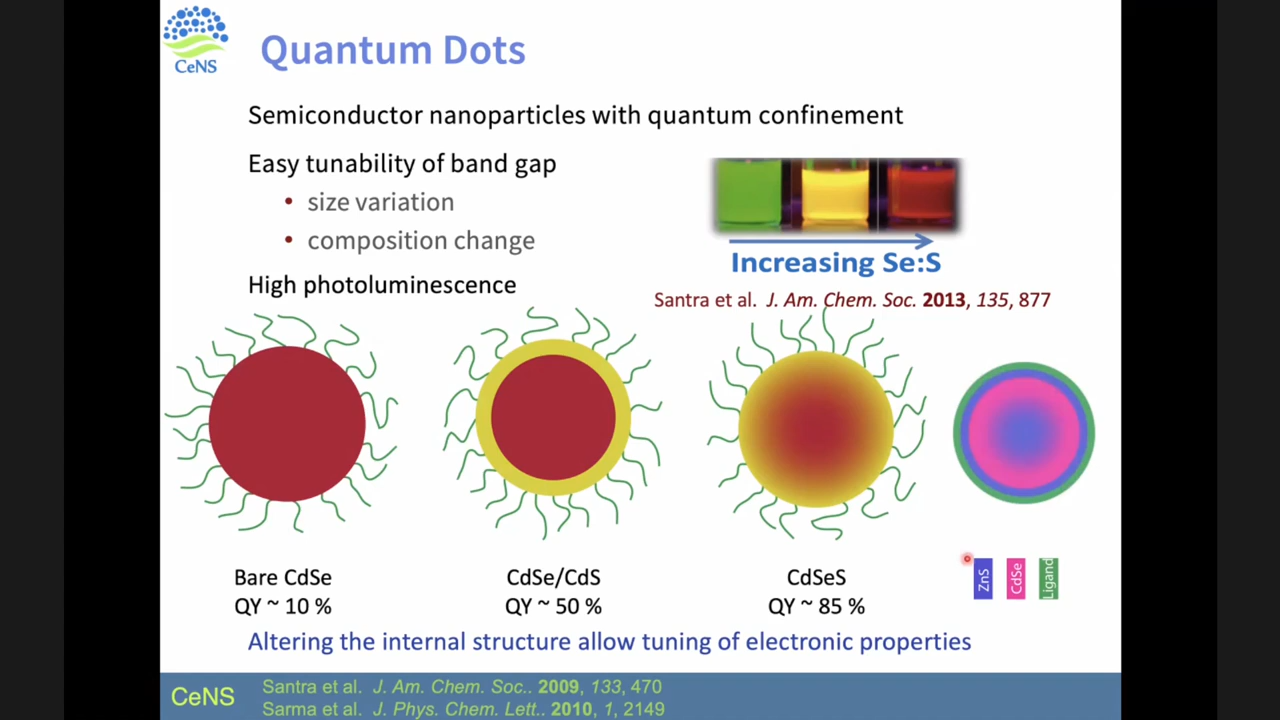 CeNS
Quantum Dots
Semiconductor nanoparticles with quantum confinement
Easy tunability of band gap
• size variation
• composition change
High photoluminescence
Increasing Se:S
Santra et al. J. Am. Chem. Soc. 2013, 135, 877
Bare CdSe
QY ~ 10 %
CdSe/CdS
QY ~ 50 %
CdSeS
QY ~ 85 %
ZnS
CdSe
Ligand
Altering the internal structure allow tuning of electronic properties
CeNS
Santra et al. J. Am. Chem. Soc.. 2009, 133, 470
Sarma et al. J. Phys. Chem. Lett.. 2010, 1, 2149